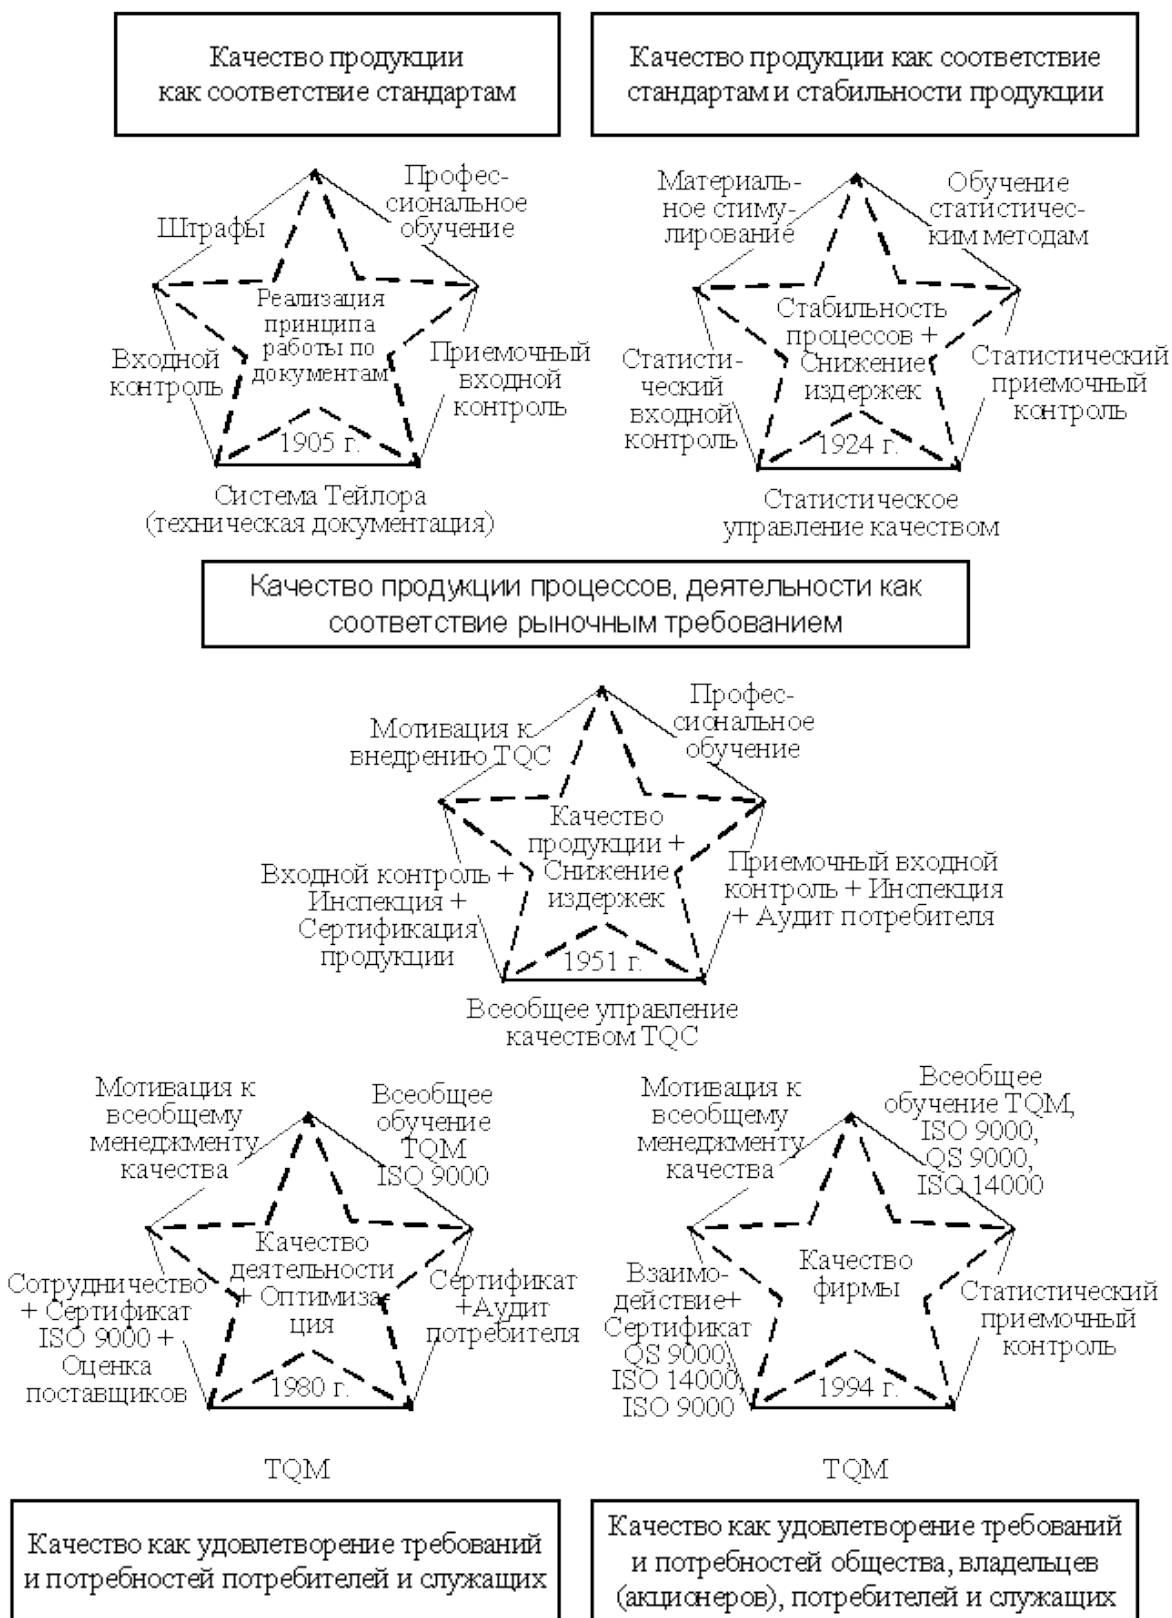 Качество продукции
как соответствие стандартам
Качество продукции как соответствие
стандартам и стабильности продукции
Штрафы
Профес-
сиональное
обучение
Реализация
принципа
работы по
документам
Входной
контроль
Приемочный
входной
контроль
1905 г.
Система Тейлора
(техническая документация)
Материаль-
ное стиму-
лирование
Обучение
статистичес-
ким методам
Стабильность
процессов +
Снижение
издержек
Статисти-
ческий
входной
контроль
Статистический
приемочный
контроль
1924 г.
Статистическое
управление качеством
Качество продукции процессов, деятельности как
соответствие рыночным требованием
Мотивация к
внедрению TQC
Профес-
сиональное
обучение
Качество
продукции +
Снижение
издержек
Входной контроль +
Инспекция +
Сертификация
продукции
Приемочный входной
контроль + Инспекция
+ Аудит потребителя
1951 г.
Всеобщее управление
качеством TQC
Мотивация к
всеобщему
менеджменту
качества
Всеобщее
обучение
TQM
ISO 9000
Качество
деятельности
+ Оптимиза-
ция
Сотрудничество
+ Сертификат
ISO 9000 +
Оценка
поставщиков
Сертификат
+Аудит
потребителя
1980 г.
TQM
Мотивация к
всеобщему
менеджменту
качества
Всеобщее
обучение TQM,
ISO 9000,
QS 9000,
ISO 14000
Качество
фирмы
Взаимо-
действие+
Сертификат
QS 9000,
ISO 14000,
ISO 9000
Статистический
приемочный
контроль
1994 г.
TQM
Качество как удовлетворение требований
и потребностей потребителей и служащих
Качество как удовлетворение требований
и потребностей общества, владельцев
(акционеров), потребителей и служащих